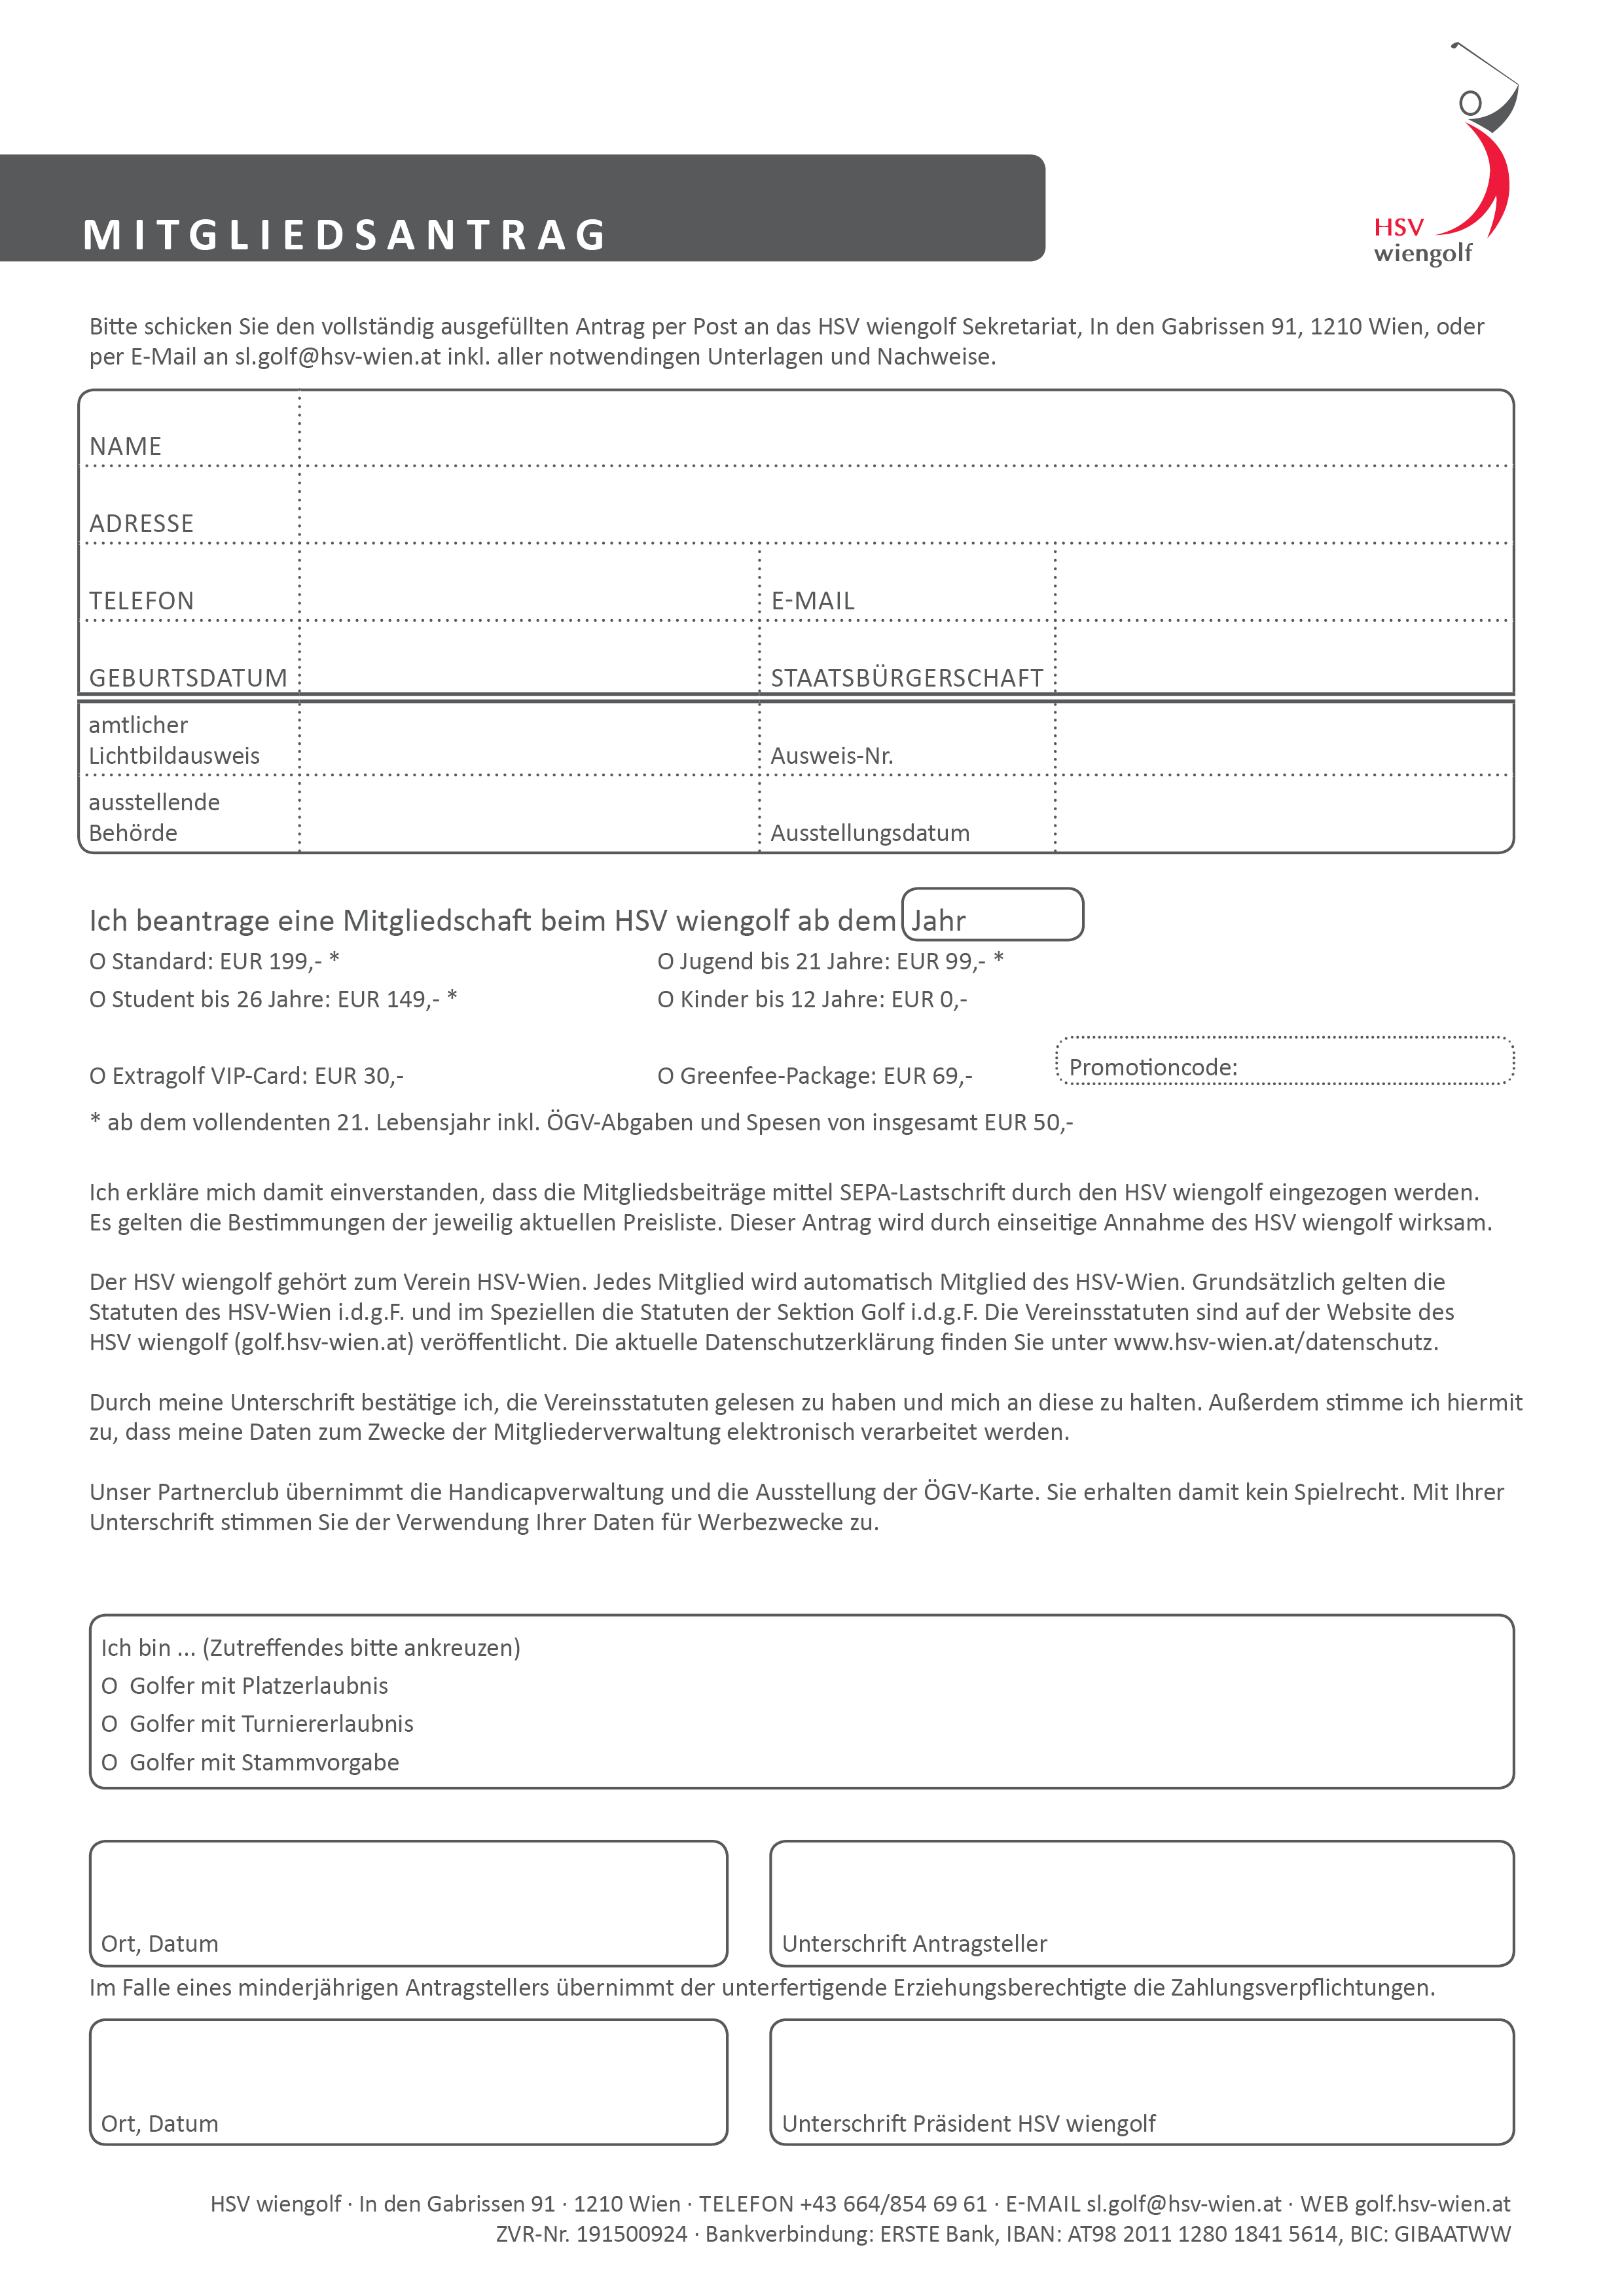 HSV
wiengolf
MITGLIEDSANTRAG
Bitte schicken Sie den vollständig ausgefüllten Antrag per Post an das HSV wiengolf Sekretariat, In den Gabrissen 91, 1210 Wien, oder
per E-Mail an sl.golf@hsv-wien.at inkl. aller notwendingen Unterlagen und Nachweise.
NAME
ADRESSE
TELEFON E-MAIL
GEBURTSDATUM STAATSBÜRGERSCHAFT
amtlicher
Lichtbildausweis Ausweis-Nr.
ausstellende
Behörde Ausstellungsdatum
Ich beantrage eine Mitgliedschaft beim HSV wiengolf ab dem Jahr
O Standard: EUR 199,- * O Jugend bis 21 Jahre: EUR 99,- *
O Student bis 26 Jahre: EUR 149,- * O Kinder bis 12 Jahre: EUR 0,-
O Extragolf VIP-Card: EUR 30,- O Greenfee-Package: EUR 69,- Promotioncode:
* ab dem vollendenten 21. Lebensjahr inkl. ÖGV-Abgaben und Spesen von insgesamt EUR 50,-
Ich erkläre mich damit einverstanden, dass die Mitgliedsbeiträge mittel SEPA-Lastschrift durch den HSV wiengolf eingezogen werden.
Es gelten die Bestimmungen der jeweilig aktuellen Preisliste. Dieser Antrag wird durch einseitige Annahme des HSV wiengolf wirksam.
Der HSV wiengolf gehört zum Verein HSV-Wien. Jedes Mitglied wird automatisch Mitglied des HSV-Wien. Grundsätzlich gelten die
Statuten des HSV-Wien i.d.g.F. und im Speziellen die Statuten der Sektion Golf i.d.g.F. Die Vereinsstatuten sind auf der Website des
HSV wiengolf (golf.hsv-wien.at) veröffentlicht. Die aktuelle Datenschutzerklärung finden Sie unter www.hsv-wien.at/datenschutz.
Durch meine Unterschrift bestätige ich, die Vereinsstatuten gelesen zu haben und mich an diese zu halten. Außerdem stimme ich hiermit
zu, dass meine Daten zum Zwecke der Mitgliederverwaltung elektronisch verarbeitet werden.
Unser Partnerclub übernimmt die Handicapverwaltung und die Ausstellung der ÖGV-Karte. Sie erhalten damit kein Spielrecht. Mit Ihrer
Unterschrift stimmen Sie der Verwendung Ihrer Daten für Werbezwecke zu.
Ich bin ... (Zutreffendes bitte ankreuzen)
O Golfer mit Platzerlaubnis
O Golfer mit Turniererlaubnis
O Golfer mit Stammvorgabe
Ort, Datum Unterschrift Antragsteller
Im Falle eines minderjährigen Antragstellers übernimmt der unterfertigende Erziehungsberechtigte die Zahlungsverpflichtungen.
Ort, Datum Unterschrift Präsident HSV wiengolf
HSV wiengolf · In den Gabrissen 91 · 1210 Wien · TELEFON +43 664/854 69 61 · E-MAIL sl.golf@hsv-wien.at · WEB golf.hsv-wien.at
ZVR-Nr. 191500924 · Bankverbindung: ERSTE Bank, IBAN: AT98 2011 1280 1841 5614, BIC: GIBAATWW